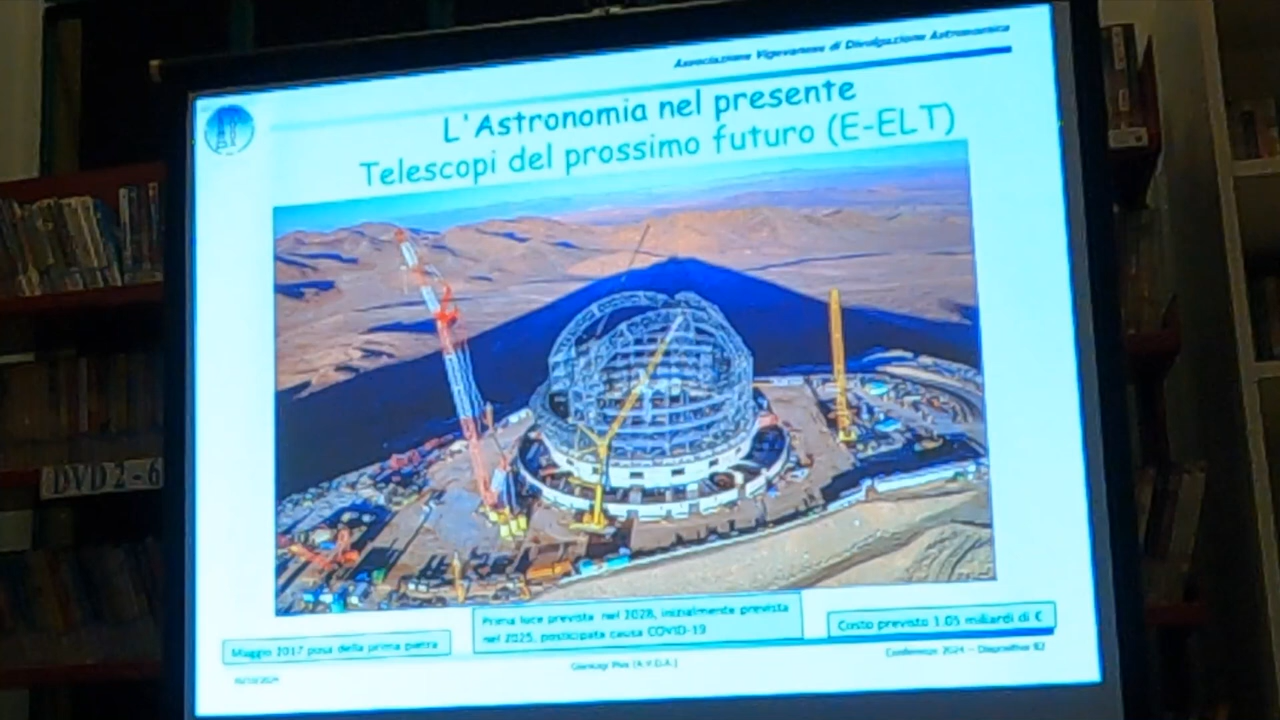 Associazione Vigevanese di Divulgazione Astronomica
L'Astronomia nel presente
Telescopi del prossimo futuro (E-ELT)
DVD 2-6
Maggio 2017 posa della prima pietra
Prima luce prevista nel 2028, inizialmente prevista
nel 2025, posticipata causa COVID-19
Costo previsto 1.05 miliardi di €
(A.V.D.A.)
Conferenze 2024 - Diapositiva 82